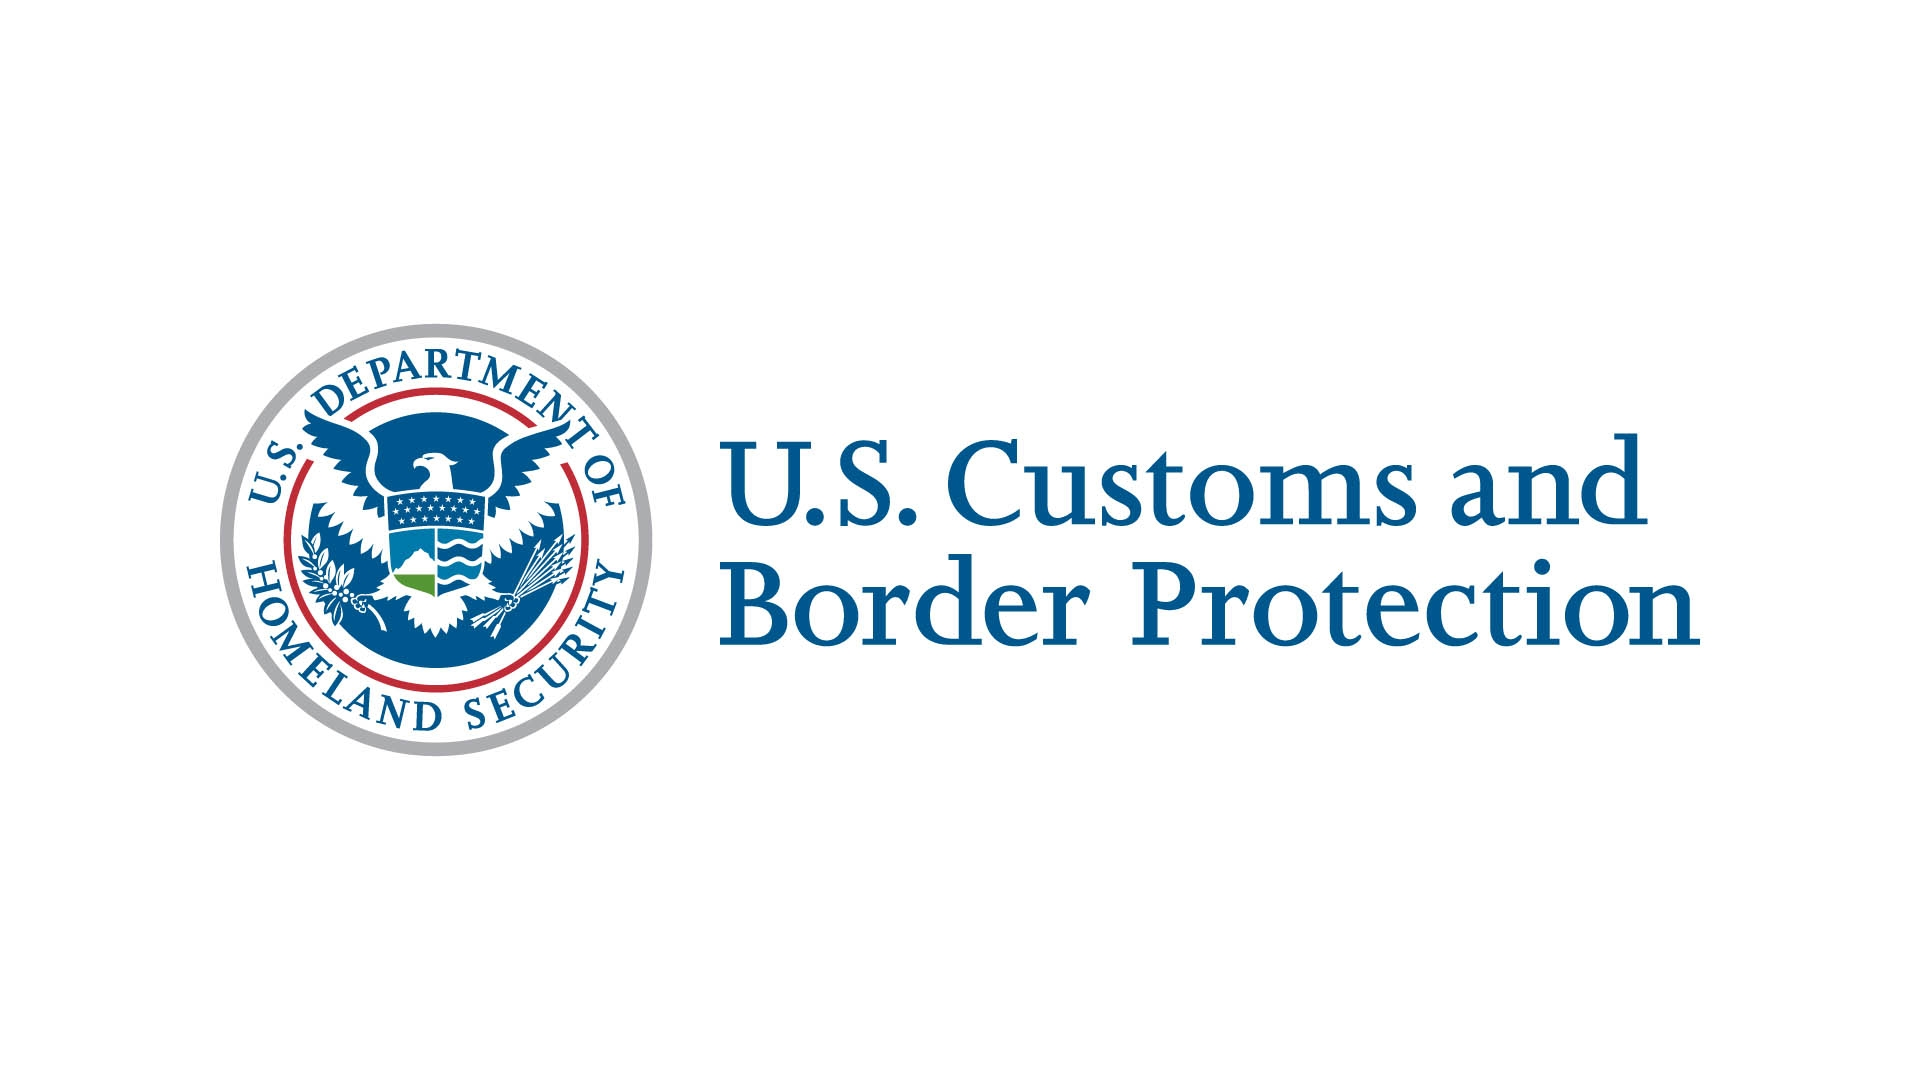 U.S. DEPARTMENT OF
HOMELAND SECURITY
U.S. Customs and
Border Protection